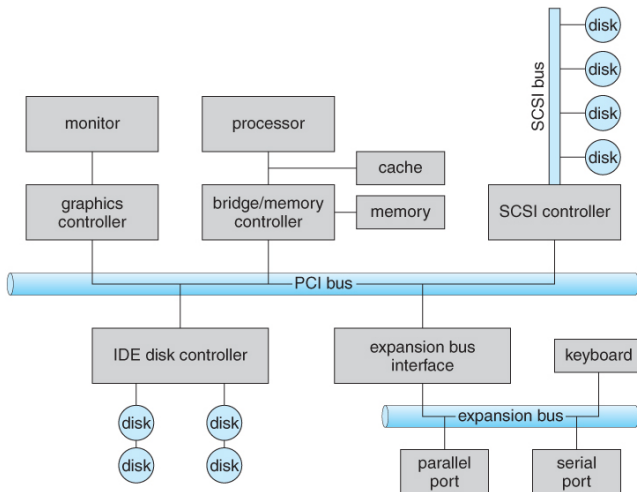 disk
disk
disk
disk
SCSI bus
monitor
processor
cache
graphics
controller
bridge/memory
controller
memory
SCSI controller
PCI bus
IDE disk controller
expansion bus
interface
keyboard
disk
disk
disk
disk
expansion bus
parallel
port
serial
port